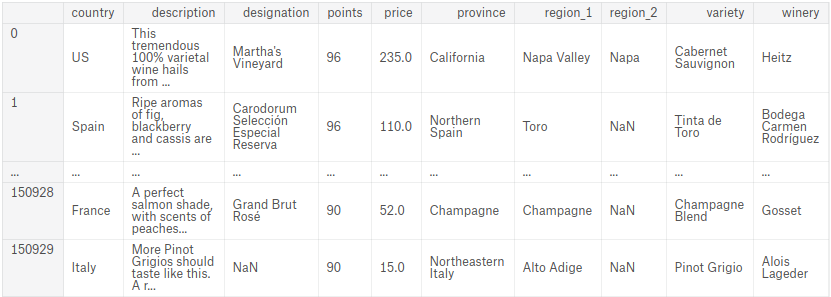 country description designation points price province region_1 region_2 variety winery
0 US This tremendous 100% varietal wine hails from ... Martha's Vineyard 96 235.0 California Napa Valley Napa Cabernet Sauvignon Heitz
1 Spain Ripe aromas of fig, blackberry and cassis are ... Carodorum Selección Especial Reserva 96 110.0 Northern Spain Toro NaN Tinta de Toro Bodega Carmen Rodríguez
... ... ... ... ... ... ... ... ... ... ...
150928 France A perfect salmon shade, with scents of peaches... Grand Brut Rosé 90 52.0 Champagne Champagne NaN Champagne Blend Gosset
150929 Italy More Pinot Grigios should taste like this. A r... NaN 90 15.0 Northeastern Italy Alto Adige NaN Pinot Grigio Alois Lageder